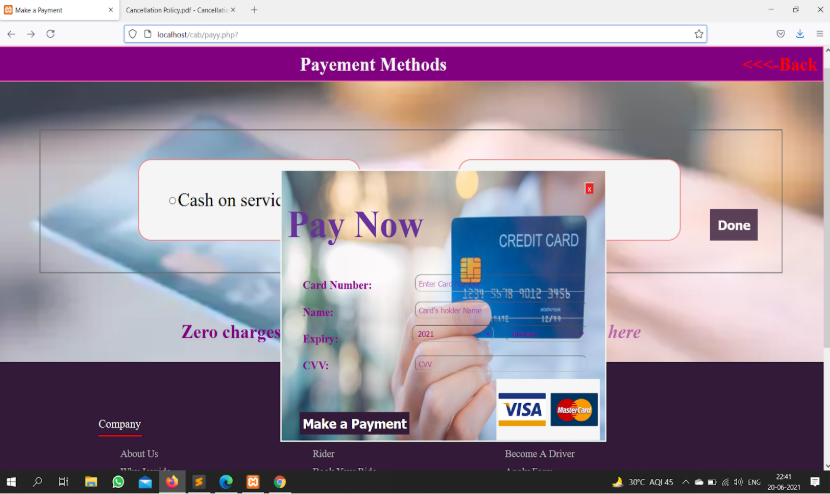 Make a Payment
Cancellation Policy.pdf - Cancellatio
localhost/cab/payy.php?
Payement Methods
<<<-Back
Cash on servic
x
Pay Now
CREDIT CARD
Done
Card Number:
Enter Card
1234 5678 9012 3456
Name:
Card's holder Name
12/99
Expiry:
2021
Zero charges
here
CVV:
CVV
VISA
MasterCard
Make a Payment
Company
About Us
Rider
Become A Driver
30°C AQI 45
ENG
22:41
20-06-2021